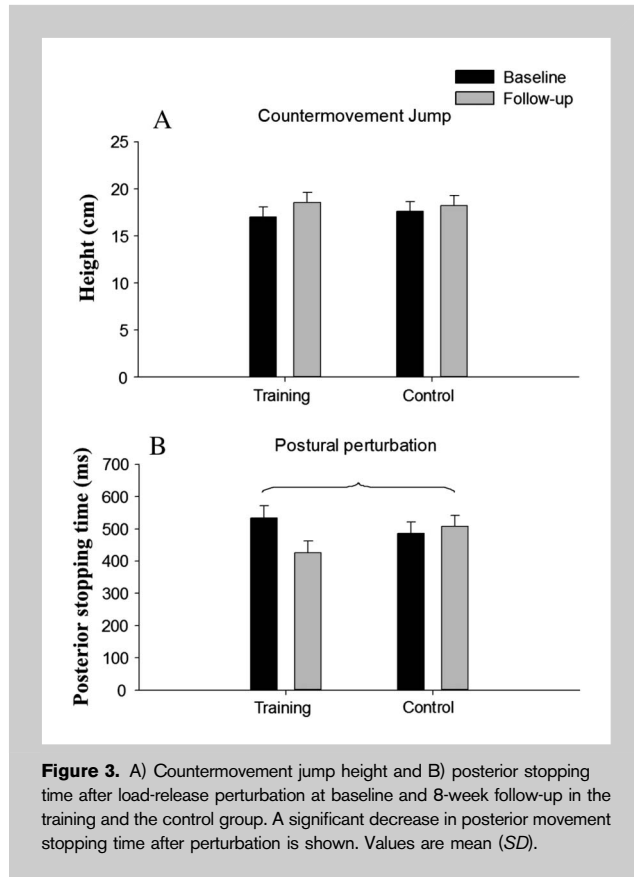 Baseline
Follow-up
A
Countermovement Jump
Height (cm)
25
20
15
10
5
0
Training Control
B
Postural perturbation
Posterior stopping time (ms)
700
600
500
400
300
200
100
0
Training Control
Figure 3. A) Countermovement jump height and B) posterior stopping
time after load-release perturbation at baseline and 8-week follow-up in the
training and the control group. A significant decrease in posterior movement
stopping time after perturbation is shown. Values are mean (SD).